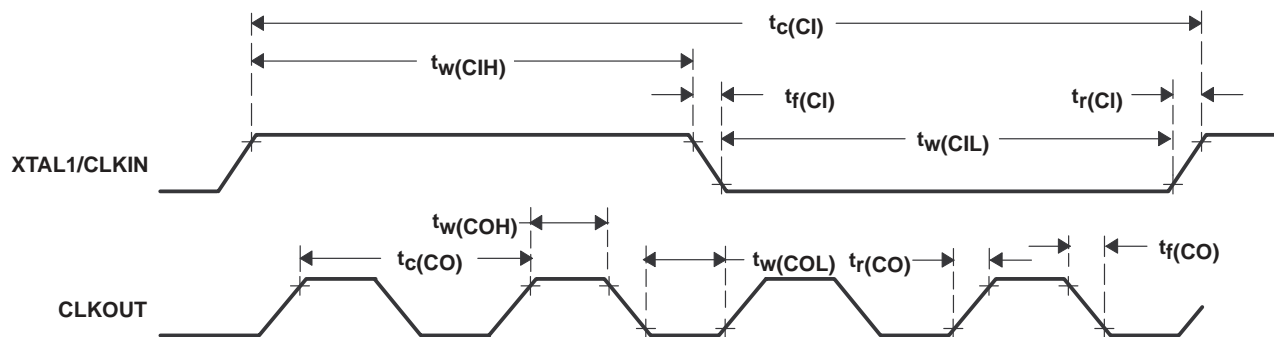 tc(CI)
tw(CIH)
tf(CI)
tr(CI)
tw(CIL)
XTAL1/CLKIN
tw(COH)
tc(CO)
tw(COL)
tr(CO)
tf(CO)
CLKOUT